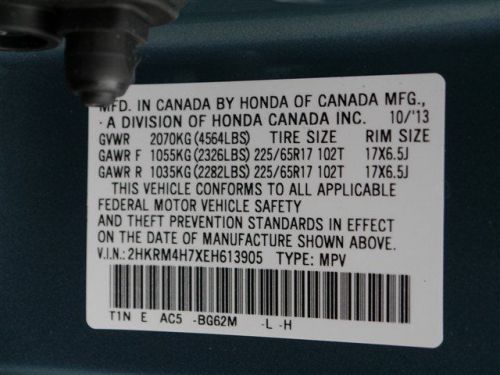 MFD. IN CANADA BY HONDA OF CANADA MFG.,
A DIVISION OF HONDA CANADA INC. 10/'13
GVWR 2070KG (4564LBS) TIRE SIZE RIM SIZE
GAWR F 1055KG (2326LBS) 225/65R17 102T 17X6.5J
GAWR R 1035KG (2282LBS) 225/65R17 102T 17X6.5J
THIS VEHICLE CONFORMS TO ALL APPLICABLE
FEDERAL MOTOR VEHICLE SAFETY
AND THEFT PREVENTION STANDARDS IN EFFECT
ON THE DATE OF MANUFACTURE SHOWN ABOVE.
V.I.N.: 2HKRM4H7XEH613905 TYPE: MPV
T1N E AC5 -BG62M -L -H